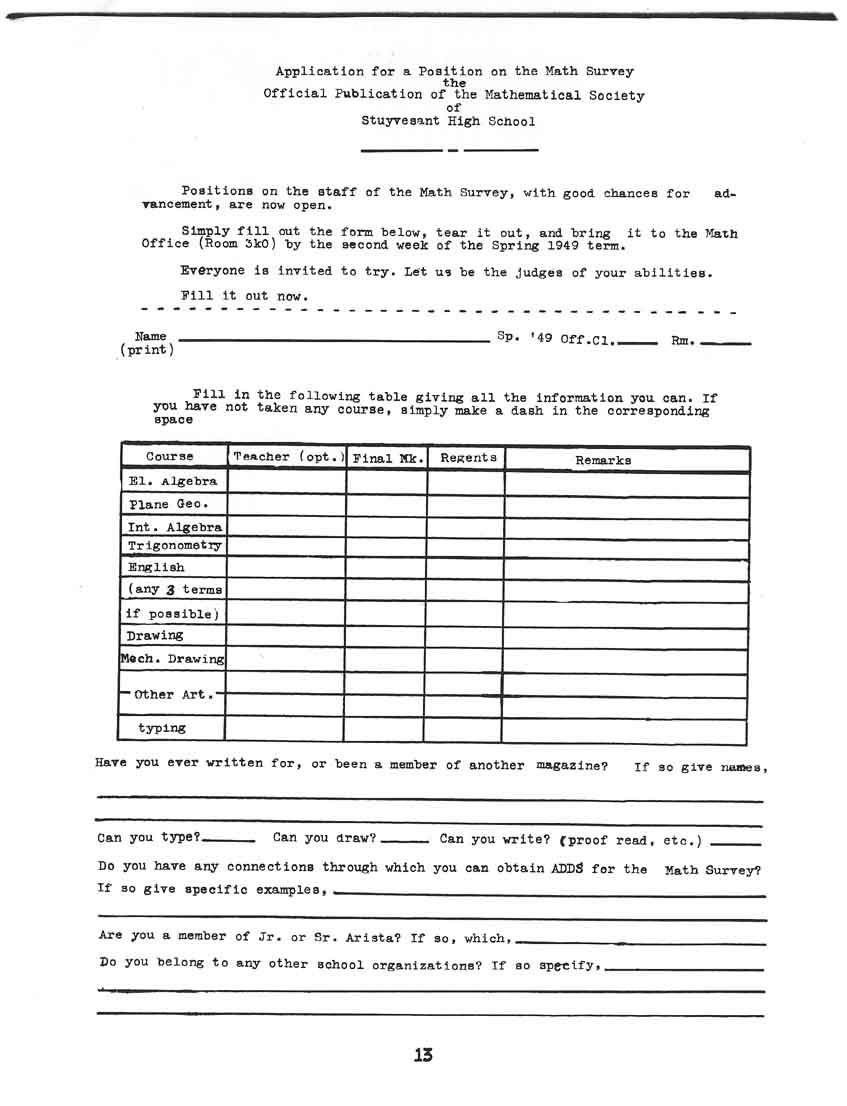 Application for a Position on the Math Survey
the
Official Publication of the Mathematical Society
of
Stuyvesant High School
Positions on the staff of the Math Survey, with good chances for ad-
vancement, are now open.
Simply fill out the form below, tear it out, and bring it to the Math
Office (Room 3k0) by the second week of the Spring 1949 term.
Everyone is invited to try. Let us be the judges of your abilities.
Fill it out now.
Name Sp. '49 Off.Cl. Rm.
(print)
Fill in the following table giving all the information you can. If
you have not taken any course, simply make a dash in the corresponding
space
Course Teacher (opt.) Final Mk. Regents Remarks
El. Algebra
Plane Geo.
Int. Algebra
Trigonometry
English
(any 3 terms
if possible)
Drawing
Mech. Drawing
Other Art.
typing
Have you ever written for, or been a member of another magazine? If so give names,
Can you type? Can you draw? Can you write? (proof read, etc.)
Do you have any connections through which you can obtain ADDS for the Math Survey?
If so give specific examples,
Are you a member of Jr. or Sr. Arista? If so, which,
Do you belong to any other school organizations? If so specify,
13